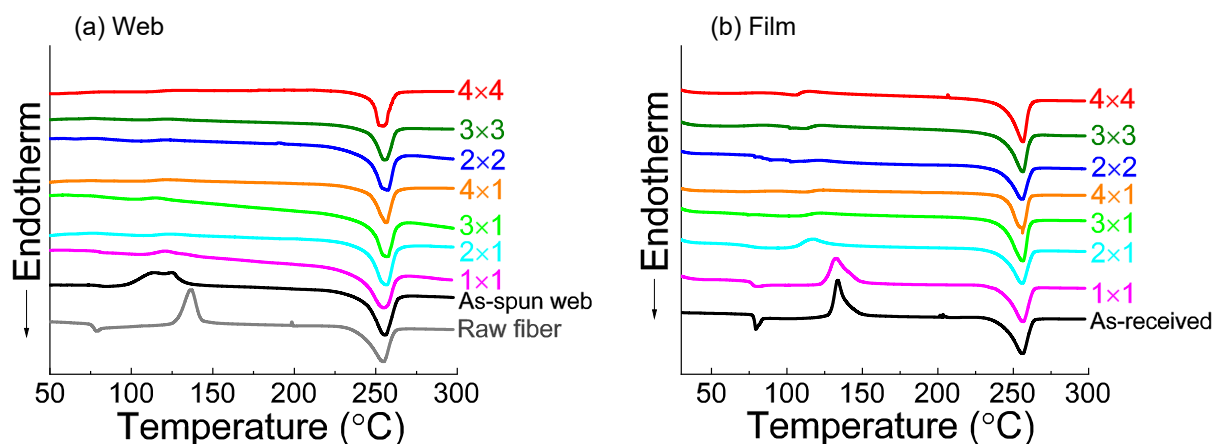 (a) Web
4×4
3×3
2×2
4×1
3×1
2×1
1×1
As-spun web
Raw fiber
Endotherm
50 100 150 200 250 300
Temperature (°C)
(b) Film
4×4
3×3
2×2
4×1
3×1
2×1
1×1
As-received
Endotherm
50 100 150 200 250 300
Temperature (°C)